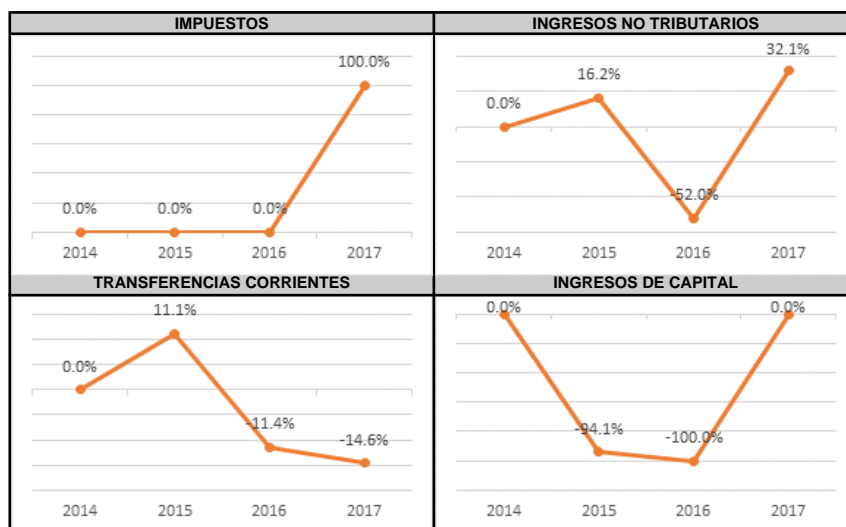 IMPUESTOS
100.0%
0.0% 0.0% 0.0%
2014 2015 2016 2017
INGRESOS NO TRIBUTARIOS
32.1%
16.2%
0.0%
-52.0%
2014 2015 2016 2017
TRANSFERENCIAS CORRIENTES
11.1%
0.0%
-11.4%
-14.6%
2014 2015 2016 2017
INGRESOS DE CAPITAL
0.0% 0.0%
-94.1%
-100.0%
2014 2015 2016 2017